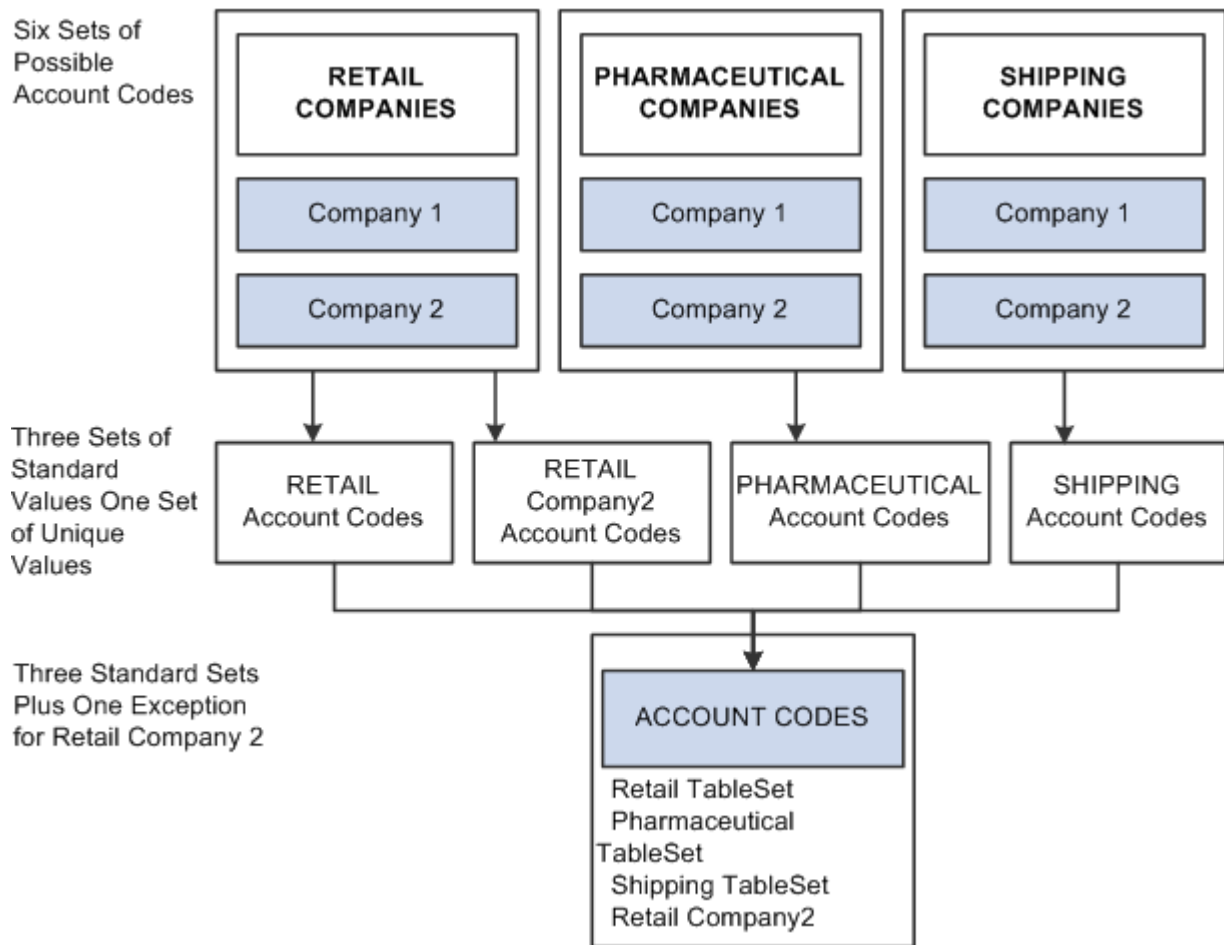 Six Sets of
Possible
Account Codes
RETAIL
COMPANIES
Company 1
Company 2
PHARMACEUTICAL
COMPANIES
Company 1
Company 2
SHIPPING
COMPANIES
Company 1
Company 2
Three Sets of
Standard
Values One Set
of Unique
Values
RETAIL
Account Codes
RETAIL
Company2
Account Codes
PHARMACEUTICAL
Account Codes
SHIPPING
Account Codes
Three Standard Sets
Plus One Exception
for Retail Company 2
ACCOUNT CODES
Retail TableSet
Pharmaceutical
TableSet
Shipping TableSet
Retail Company2